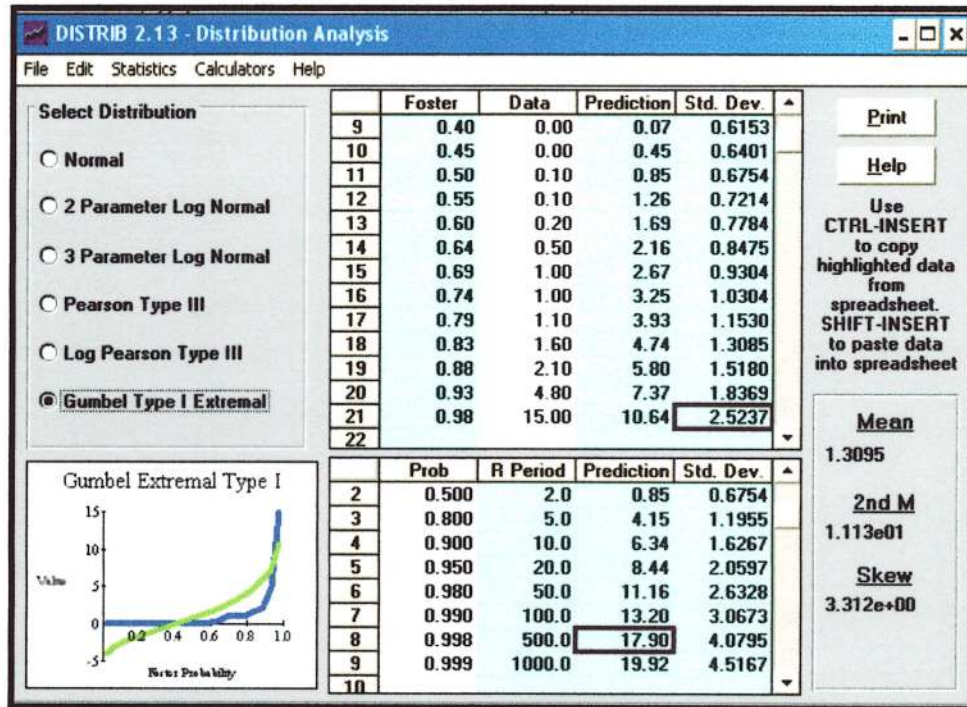 DISTRIB 2.13 - Distribution Analysis
File Edit Statistics Calculators Help
Select Distribution
Normal
2 Parameter Log Normal
3 Parameter Log Normal
Pearson Type III
Log Pearson Type III
Gumbel Type I Extremal
Foster Data Prediction Std. Dev.
9 0.40 0.00 0.07 0.6153
10 0.45 0.00 0.45 0.6401
11 0.50 0.10 0.85 0.6754
12 0.55 0.10 1.26 0.7214
13 0.60 0.20 1.69 0.7784
14 0.64 0.50 2.16 0.8475
15 0.69 1.00 2.67 0.9304
16 0.74 1.00 3.25 1.0304
17 0.79 1.10 3.93 1.1530
18 0.83 1.60 4.74 1.3085
19 0.88 2.10 5.80 1.5180
20 0.93 4.80 7.37 1.8369
21 0.98 15.00 10.64 2.5237
22
Print
Help
Use
CTRL-INSERT
to copy
highlighted data
from
spreadsheet.
SHIFT-INSERT
to paste data
into spreadsheet
Gumbel Extremal Type I
15
10
5
0
-5
Value
0.2 0.4 0.6 0.8 1.0
Foster Probability
Prob R Period Prediction Std. Dev.
2 0.500 2.0 0.85 0.6754
3 0.800 5.0 4.15 1.1955
4 0.900 10.0 6.34 1.6267
5 0.950 20.0 8.44 2.0597
6 0.980 50.0 11.16 2.6328
7 0.990 100.0 13.20 3.0673
8 0.998 500.0 17.90 4.0795
9 0.999 1000.0 19.92 4.5167
10
Mean
1.3095
2nd M
1.113e01
Skew
3.312e+00